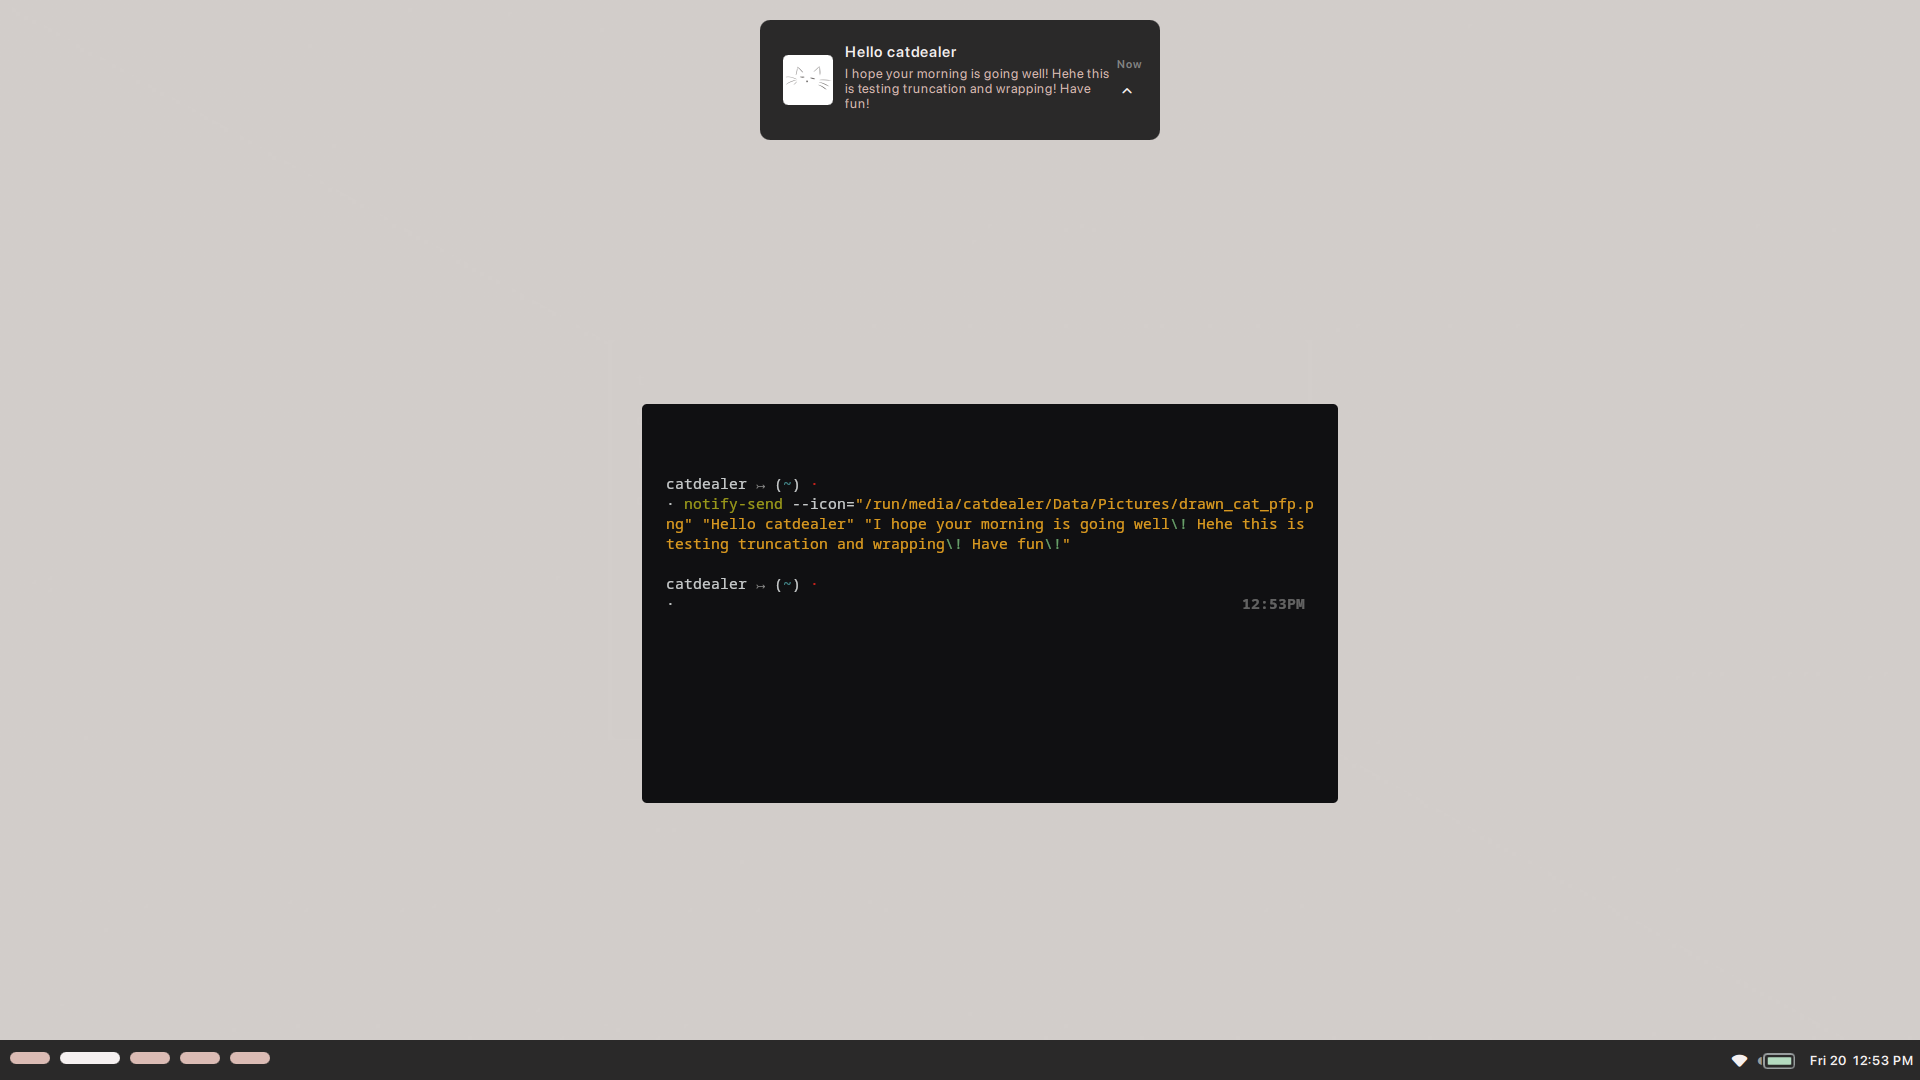 Hello catdealer
I hope your morning is going well! Hehe this
is testing truncation and wrapping! Have
fun!
Now
catdealer ↣ (~) ·
· notify-send --icon="/run/media/catdealer/Data/Pictures/drawn_cat_pfp.p
ng" "Hello catdealer" "I hope your morning is going well\! Hehe this is
testing truncation and wrapping\! Have fun\!"
catdealer ↣ (~) ·
· 12:53PM
Fri 20 12:53 PM